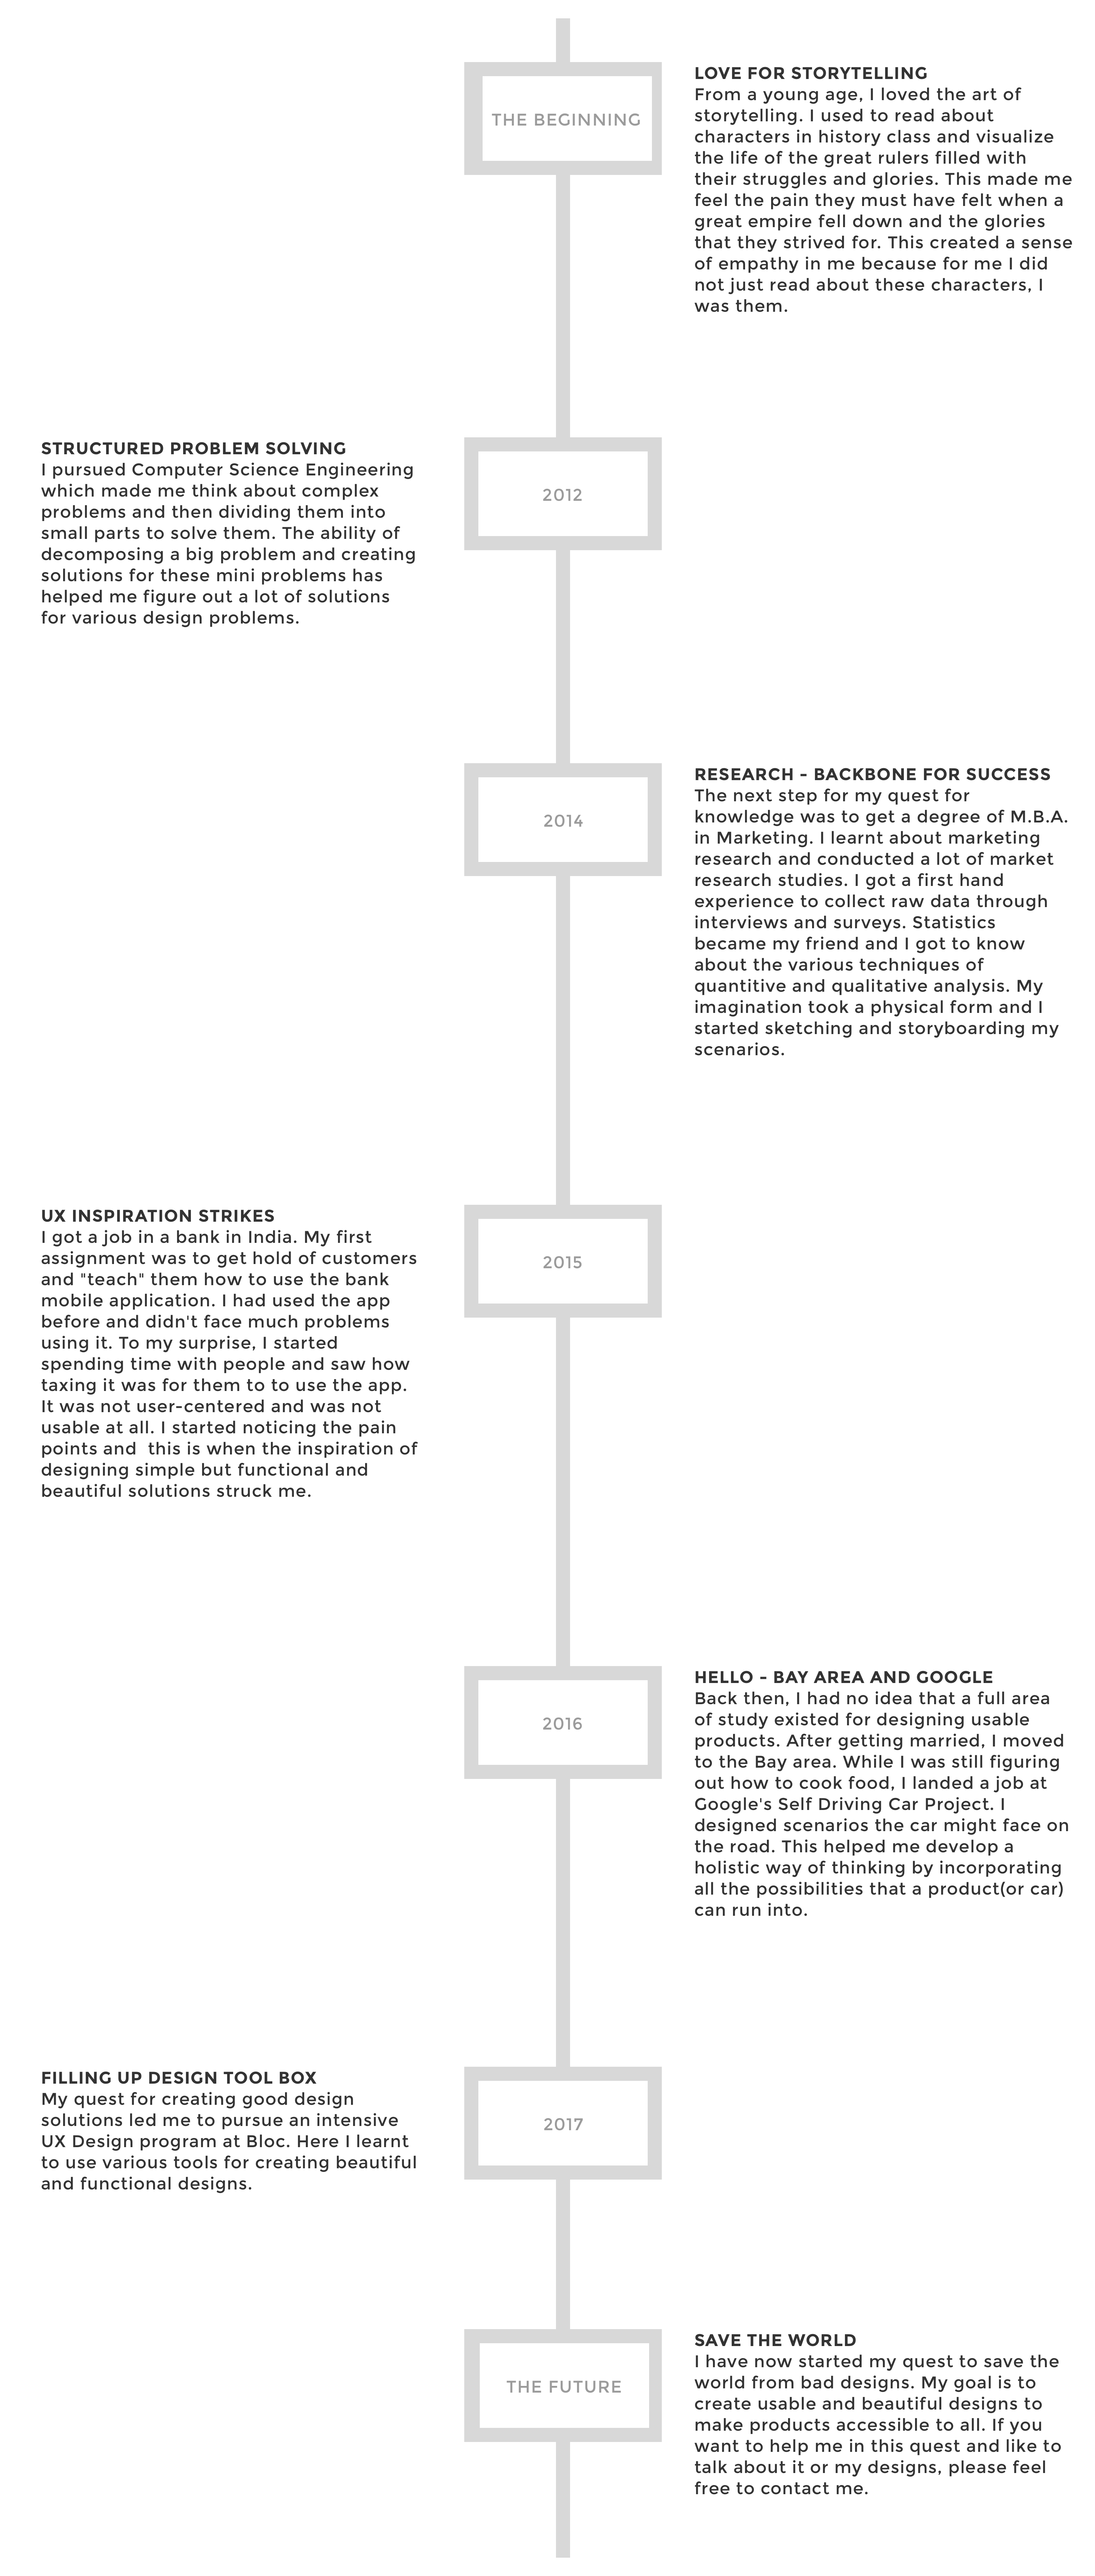 THE BEGINNING
LOVE FOR STORYTELLING
From a young age, I loved the art of
storytelling. I used to read about
characters in history class and visualize
the life of the great rulers filled with
their struggles and glories. This made me
feel the pain they must have felt when a
great empire fell down and the glories
that they strived for. This created a sense
of empathy in me because for me I did
not just read about these characters, I
was them.
2012
STRUCTURED PROBLEM SOLVING
I pursued Computer Science Engineering
which made me think about complex
problems and then dividing them into
small parts to solve them. The ability of
decomposing a big problem and creating
solutions for these mini problems has
helped me figure out a lot of solutions
for various design problems.
2014
RESEARCH - BACKBONE FOR SUCCESS
The next step for my quest for
knowledge was to get a degree of M.B.A.
in Marketing. I learnt about marketing
research and conducted a lot of market
research studies. I got a first hand
experience to collect raw data through
interviews and surveys. Statistics
became my friend and I got to know
about the various techniques of
quantitive and qualitative analysis. My
imagination took a physical form and I
started sketching and storyboarding my
scenarios.
2015
UX INSPIRATION STRIKES
I got a job in a bank in India. My first
assignment was to get hold of customers
and "teach" them how to use the bank
mobile application. I had used the app
before and didn't face much problems
using it. To my surprise, I started
spending time with people and saw how
taxing it was for them to to use the app.
It was not user-centered and was not
usable at all. I started noticing the pain
points and  this is when the inspiration of
designing simple but functional and
beautiful solutions struck me.
2016
HELLO - BAY AREA AND GOOGLE
Back then, I had no idea that a full area
of study existed for designing usable
products. After getting married, I moved
to the Bay area. While I was still figuring
out how to cook food, I landed a job at
Google's Self Driving Car Project. I
designed scenarios the car might face on
the road. This helped me develop a
holistic way of thinking by incorporating
all the possibilities that a product(or car)
can run into.
2017
FILLING UP DESIGN TOOL BOX
My quest for creating good design
solutions led me to pursue an intensive
UX Design program at Bloc. Here I learnt
to use various tools for creating beautiful
and functional designs.
THE FUTURE
SAVE THE WORLD
I have now started my quest to save the
world from bad designs. My goal is to
create usable and beautiful designs to
make products accessible to all. If you
want to help me in this quest and like to
talk about it or my designs, please feel
free to contact me.